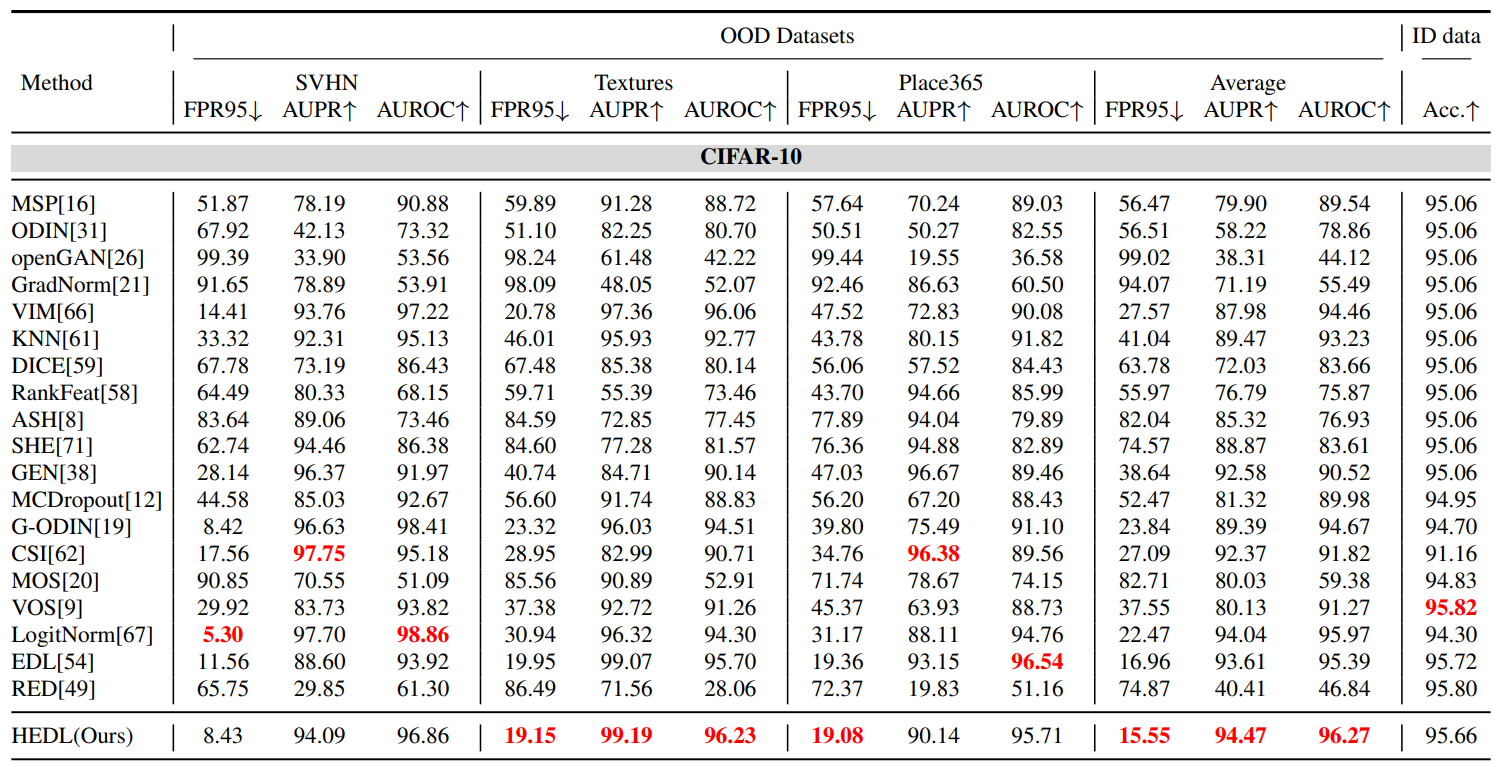 OOD Datasets ID data
Method SVHN Textures Place365 Average
FPR95↓ AUPR↑ AUROC↑ FPR95↓ AUPR↑ AUROC↑ FPR95↓ AUPR↑ AUROC↑ FPR95↓ AUPR↑ AUROC↑ Acc.↑
CIFAR-10
MSP[16] 51.87 78.19 90.88 59.89 91.28 88.72 57.64 70.24 89.03 56.47 79.90 89.54 95.06
ODIN[31] 67.92 42.13 73.32 51.10 82.25 80.70 50.51 50.27 82.55 56.51 58.22 78.86 95.06
openGAN[26] 99.39 33.90 53.56 98.24 61.48 42.22 99.44 19.55 36.58 99.02 38.31 44.12 95.06
GradNorm[21] 91.65 78.89 53.91 98.09 48.05 52.07 92.46 86.63 60.50 94.07 71.19 55.49 95.06
VIM[66] 14.41 93.76 97.22 20.78 97.36 96.06 47.52 72.83 90.08 27.57 87.98 94.46 95.06
KNN[61] 33.32 92.31 95.13 46.01 95.93 92.77 43.78 80.15 91.82 41.04 89.47 93.23 95.06
DICE[59] 67.78 73.19 86.43 67.48 85.38 80.14 56.06 57.52 84.43 63.78 72.03 83.66 95.06
RankFeat[58] 64.49 80.33 68.15 59.71 55.39 73.46 43.70 94.66 85.99 55.97 76.79 75.87 95.06
ASH[8] 83.64 89.06 73.46 84.59 72.85 77.45 77.89 94.04 79.89 82.04 85.32 76.93 95.06
SHE[71] 62.74 94.46 86.38 84.60 77.28 81.57 76.36 94.88 82.89 74.57 88.87 83.61 95.06
GEN[38] 28.14 96.37 91.97 40.74 84.71 90.14 47.03 96.67 89.46 38.64 92.58 90.52 95.06
MCDropout[12] 44.58 85.03 92.67 56.60 91.74 88.83 56.20 67.20 88.43 52.47 81.32 89.98 94.95
G-ODIN[19] 8.42 96.63 98.41 23.32 96.03 94.51 39.80 75.49 91.10 23.84 89.39 94.67 94.70
CSI[62] 17.56 97.75 95.18 28.95 82.99 90.71 34.76 96.38 89.56 27.09 92.37 91.82 91.16
MOS[20] 90.85 70.55 51.09 85.56 90.89 52.91 71.74 78.67 74.15 82.71 80.03 59.38 94.83
VOS[9] 29.92 83.73 93.82 37.38 92.72 91.26 45.37 63.93 88.73 37.55 80.13 91.27 95.82
LogitNorm[67] 5.30 97.70 98.86 30.94 96.32 94.30 31.17 88.11 94.76 22.47 94.04 95.97 94.30
EDL[54] 11.56 88.60 93.92 19.95 99.07 95.70 19.36 93.15 96.54 16.96 93.61 95.39 95.72
RED[49] 65.75 29.85 61.30 86.49 71.56 28.06 72.37 19.83 51.16 74.87 40.41 46.84 95.80
HEDL(Ours) 8.43 94.09 96.86 19.15 99.19 96.23 19.08 90.14 95.71 15.55 94.47 96.27 95.66